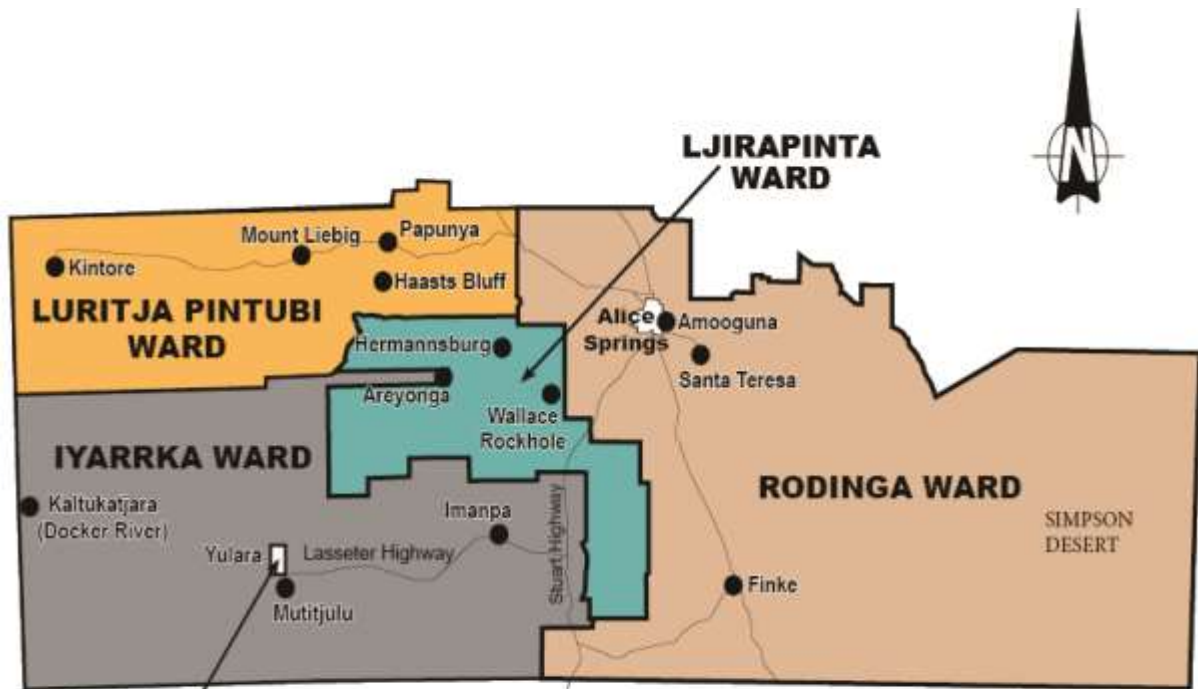 N
LJIRAPINTA
WARD
Mount Liebig
Papunya
Kintore
Haasts Bluff
LURITJA PINTUBI
WARD
Alice
Springs
Amooguna
Hermannsburg
Santa Teresa
Areyonga
Wallace
Rockhole
IYARRKA WARD
RODINGA WARD
Kaltukatjara
(Docker River)
Imanpa
SIMPSON
DESERT
Yulara
Lasseter Highway
Stuart Highway
Mutitjulu
Finke